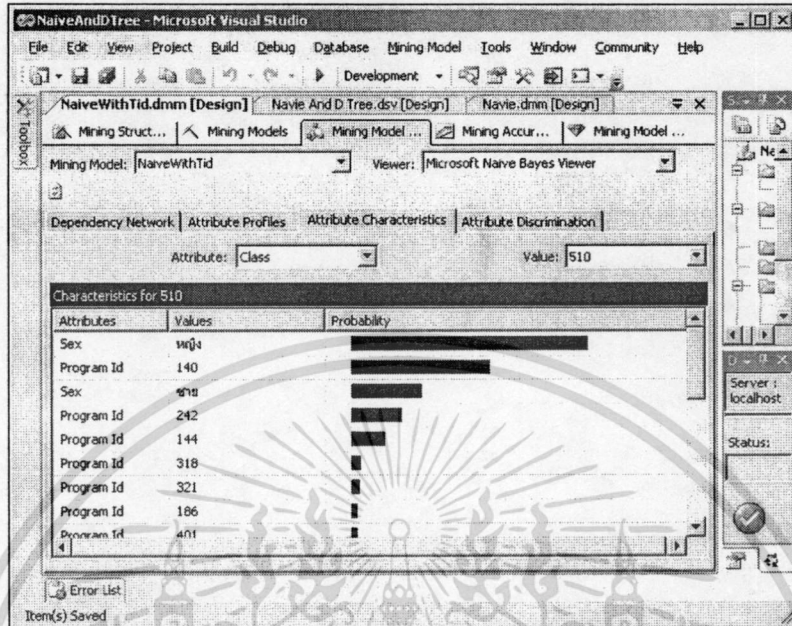 NaiveAndDTree - Microsoft Visual Studio
File Edit View Project Build Debug Database Mining Model Tools Window Community Help
Development
Toolbox
NaiveWithTid.dmm [Design] Navie And D Tree.dsv [Design] Navie.dmm [Design]
Mining Struct... Mining Models Mining Model ... Mining Accur... Mining Model ...
Mining Model: NaiveWithTid Viewer: Microsoft Naive Bayes Viewer
Dependency Network Attribute Profiles Attribute Characteristics Attribute Discrimination
Attribute: Class Value: 510
Characteristics for 510
Attributes Values Probability
Sex หญิง
Program Id 140
Sex ชาย
Program Id 242
Program Id 144
Program Id 318
Program Id 321
Program Id 186
Program Id 401
Server :
localhost
Status:
Error List
Item(s) Saved